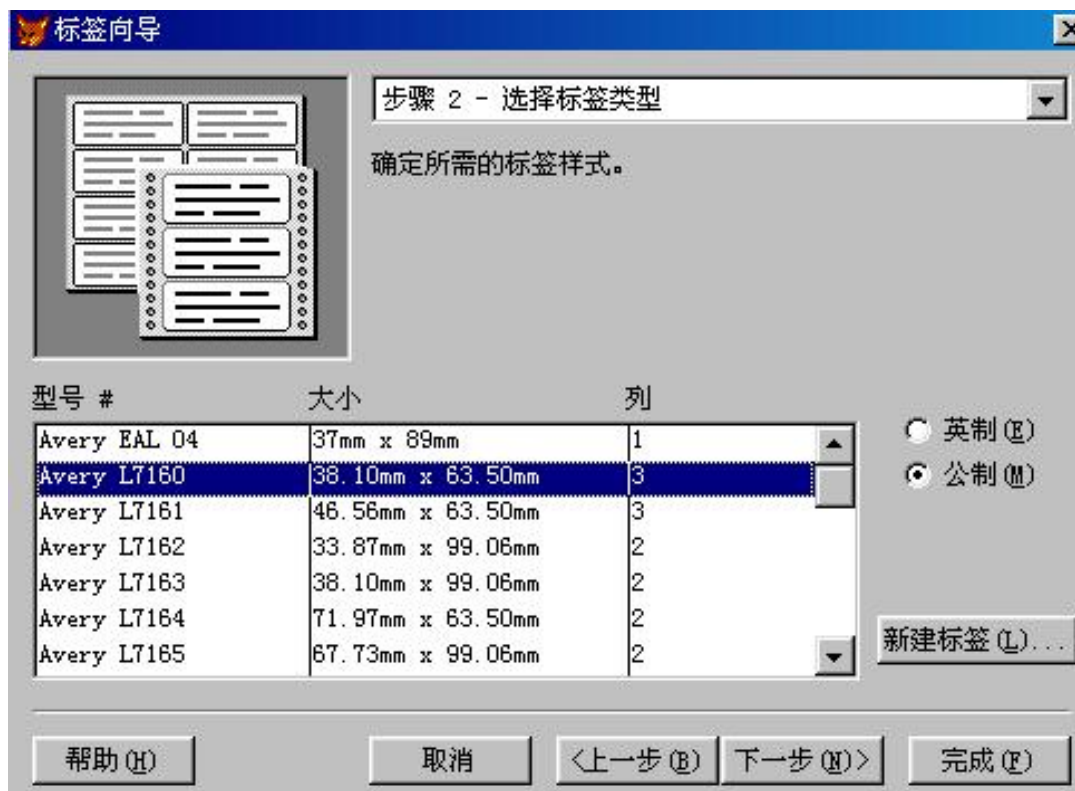 标签向导
步骤 2 - 选择标签类型
确定所需的标签样式。
型号 # 大小 列
Avery EAL 04 37mm x 89mm 1
Avery L7160 38.10mm x 63.50mm 3
Avery L7161 46.56mm x 63.50mm 3
Avery L7162 33.87mm x 99.06mm 2
Avery L7163 38.10mm x 99.06mm 2
Avery L7164 71.97mm x 63.50mm 2
Avery L7165 67.73mm x 99.06mm 2
英制(E)
公制(M)
新建标签(L)...
帮助(H) 取消 <上一步(B) 下一步(N)> 完成(F)